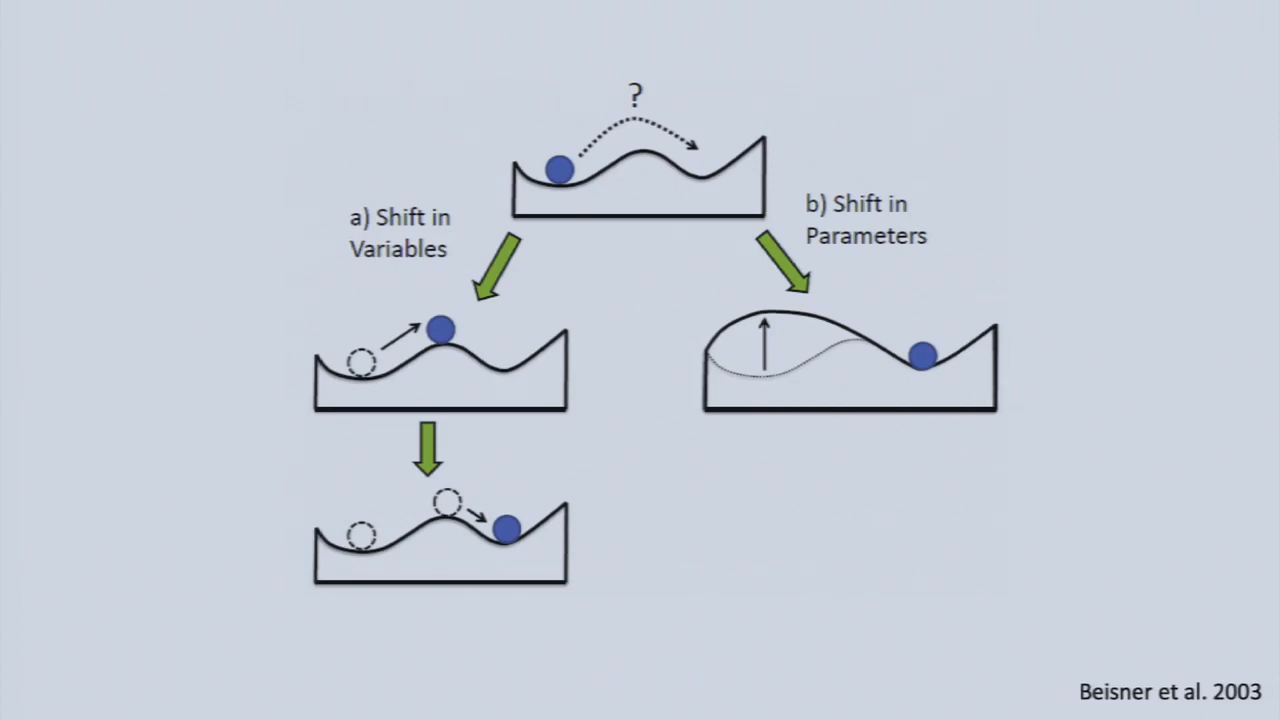 ?
a) Shift in
Variables
b) Shift in
Parameters
Beisner et al. 2003